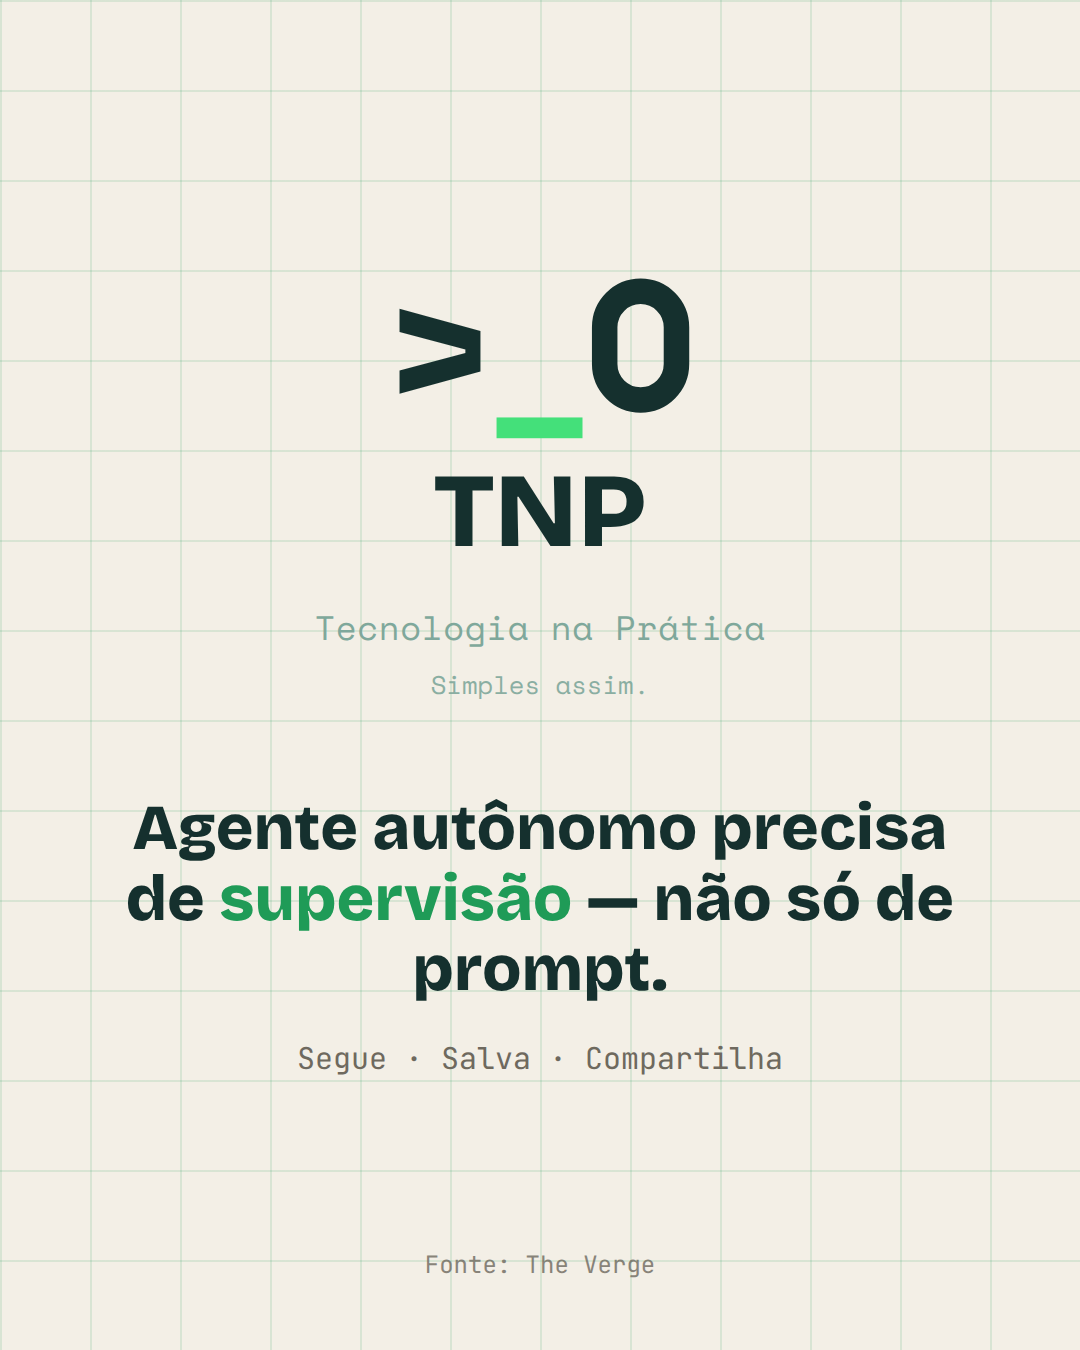 >_0
TNP
Tecnologia na Prática
Simples assim.
Agente autônomo precisa
de supervisão — não só de
prompt.
Segue · Salva · Compartilha
Fonte: The Verge